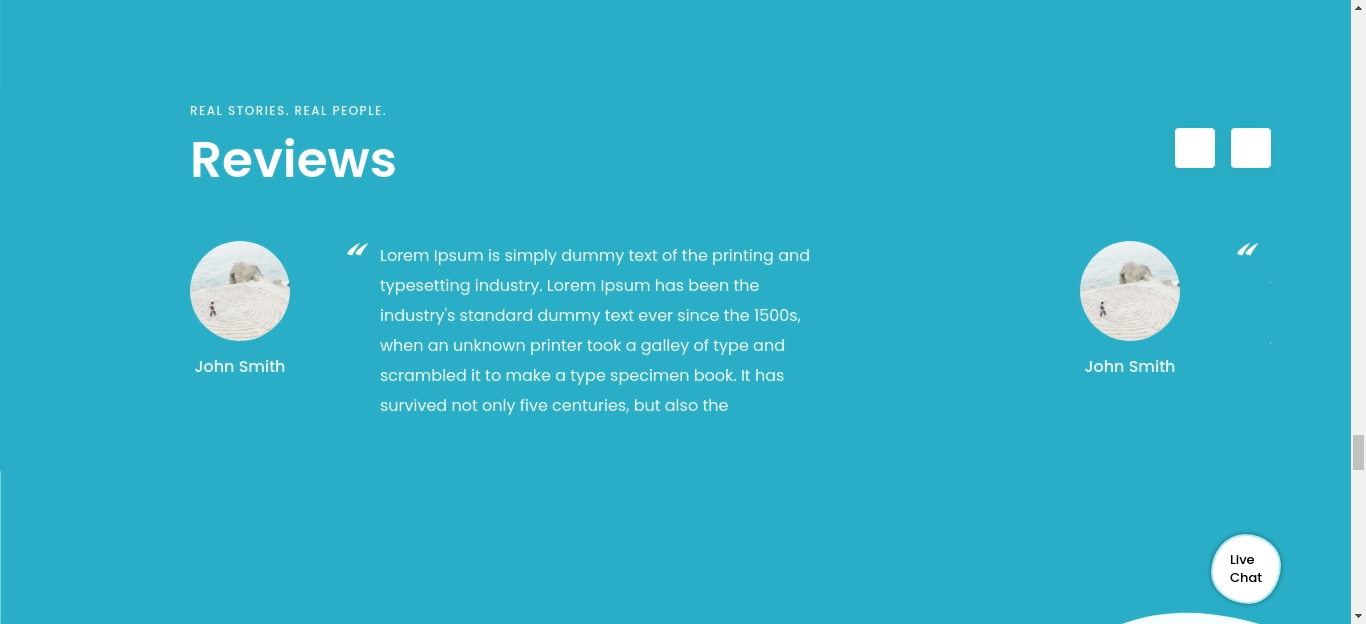 REAL STORIES. REAL PEOPLE.
Reviews
“ Lorem Ipsum is simply dummy text of the printing and
typesetting industry. Lorem Ipsum has been the
industry's standard dummy text ever since the 1500s,
when an unknown printer took a galley of type and
scrambled it to make a type specimen book. It has
survived not only five centuries, but also the
John Smith
“
John Smith
Live
Chat